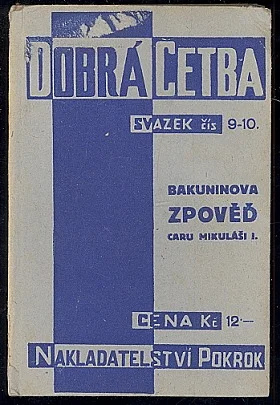 DOBRÁ ČETBA
SVAZEK čís 9-10.
BAKUNINOVA
ZPOVĚĎ
CARU MIKULÁŠI I.
CENA Kč 12·—
NAKLADATELSTVÍ POKROK